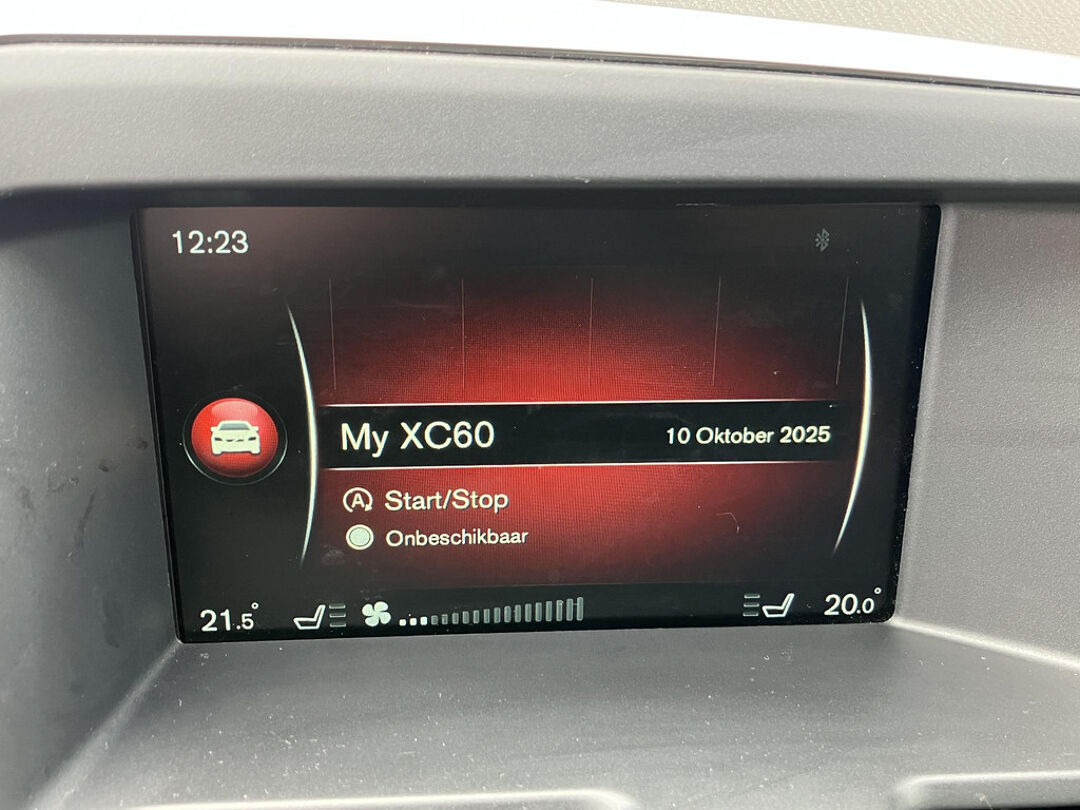 12:23
My XC60 10 Oktober 2025
A Start/Stop
Onbeschikbaar
21.5° 20.0°